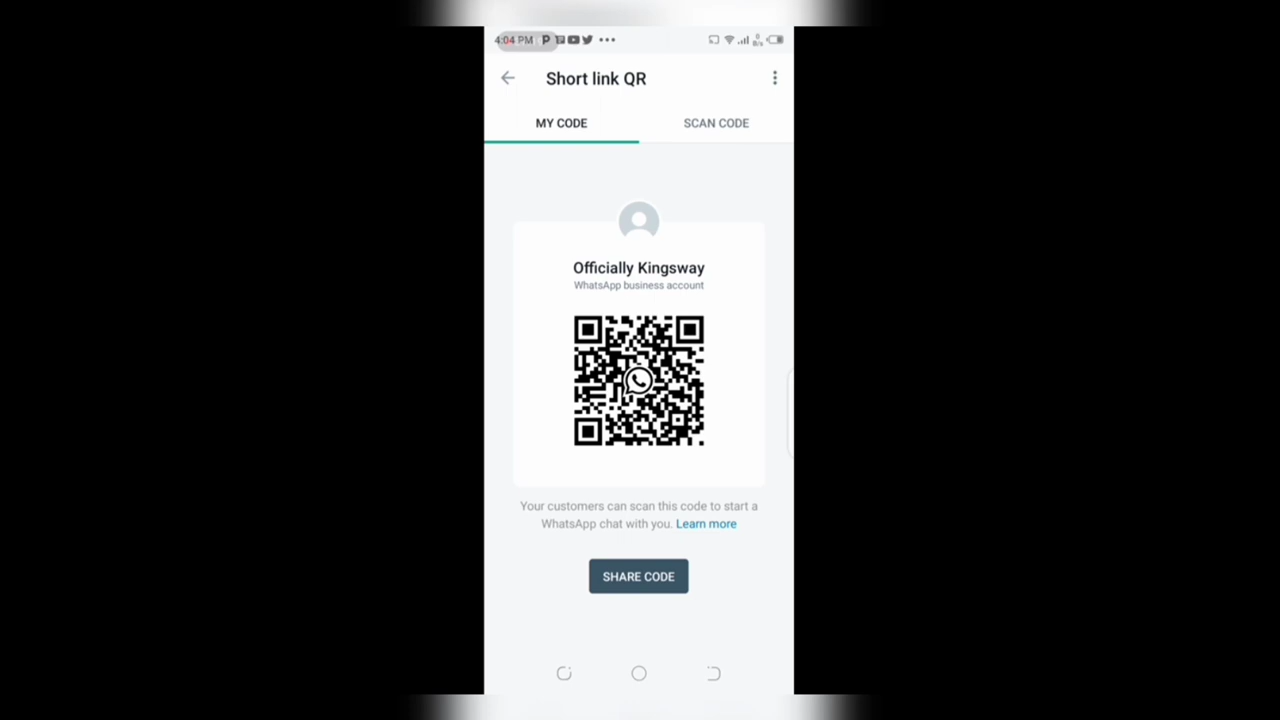 4:04 PM
Short link QR
MY CODE
SCAN CODE
Officially Kingsway
WhatsApp business account
Your customers can scan this code to start a
WhatsApp chat with you. Learn more
SHARE CODE